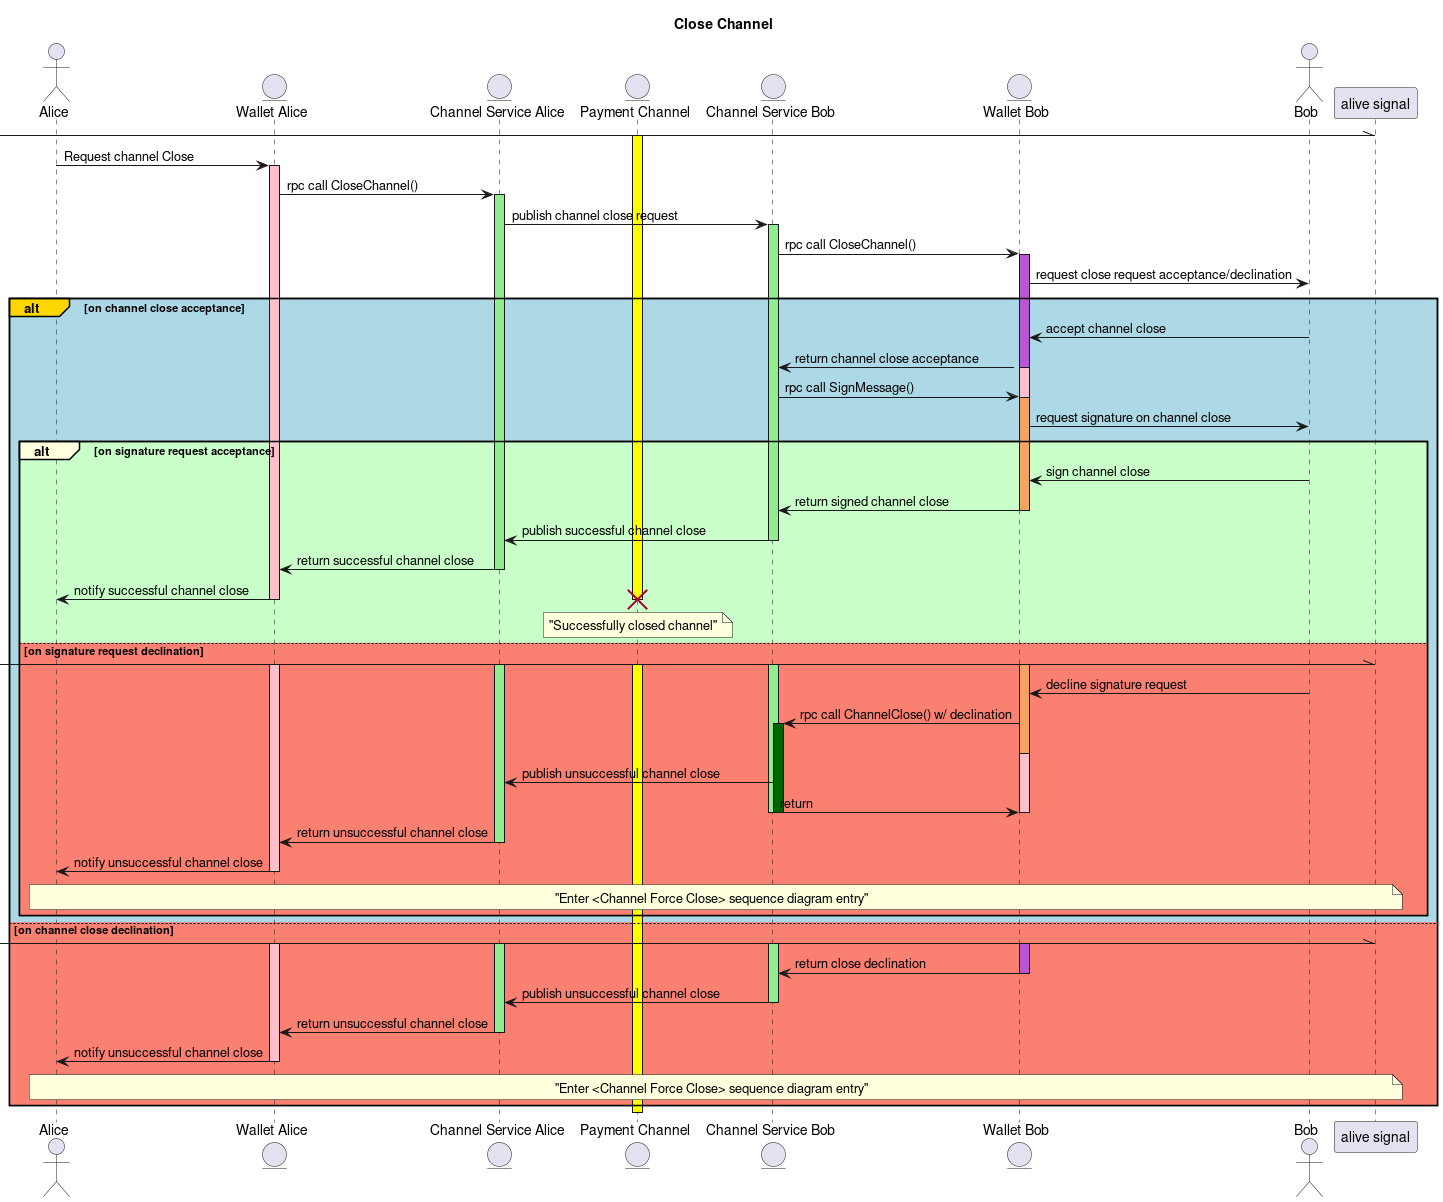 Close Channel
Alice
Wallet Alice
Channel Service Alice
Payment Channel
Channel Service Bob
Wallet Bob
Bob
alive signal
Request channel Close
rpc call CloseChannel()
publish channel close request
rpc call CloseChannel()
request close request acceptance/declination
alt
[on channel close acceptance]
accept channel close
return channel close acceptance
rpc call SignMessage()
request signature on channel close
alt
[on signature request acceptance]
sign channel close
return signed channel close
publish successful channel close
return successful channel close
notify successful channel close
"Successfully closed channel"
[on signature request declination]
decline signature request
rpc call ChannelClose() w/ declination
publish unsuccessful channel close
return
return unsuccessful channel close
notify unsuccessful channel close
"Enter <Channel Force Close> sequence diagram entry"
[on channel close declination]
return close declination
publish unsuccessful channel close
return unsuccessful channel close
notify unsuccessful channel close
"Enter <Channel Force Close> sequence diagram entry"
Alice
Wallet Alice
Channel Service Alice
Payment Channel
Channel Service Bob
Wallet Bob
Bob
alive signal